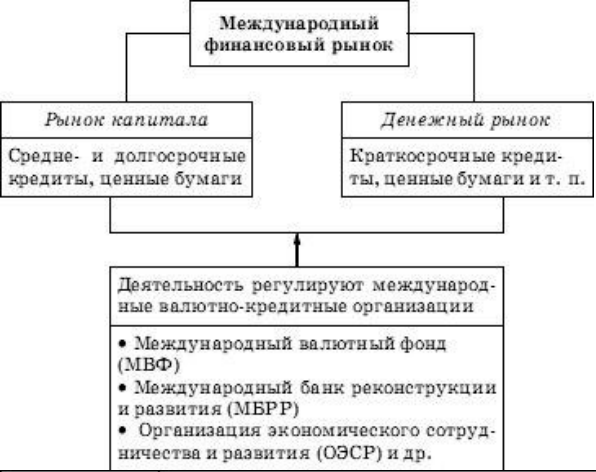 Международный
финансовый рынок
Рынок капитала
Средне- и долгосрочные
кредиты, ценные бумаги
Денежный рынок
Краткосрочные креди-
ты, ценные бумаги и т. п.
Деятельность регулируют международ-
ные валютно-кредитные организации
• Международный валютный фонд
(МВФ)
• Международный банк реконструкции
и развития (МБРР)
• Организация экономического сотруд-
ничества и развития (ОЭСР) и др.